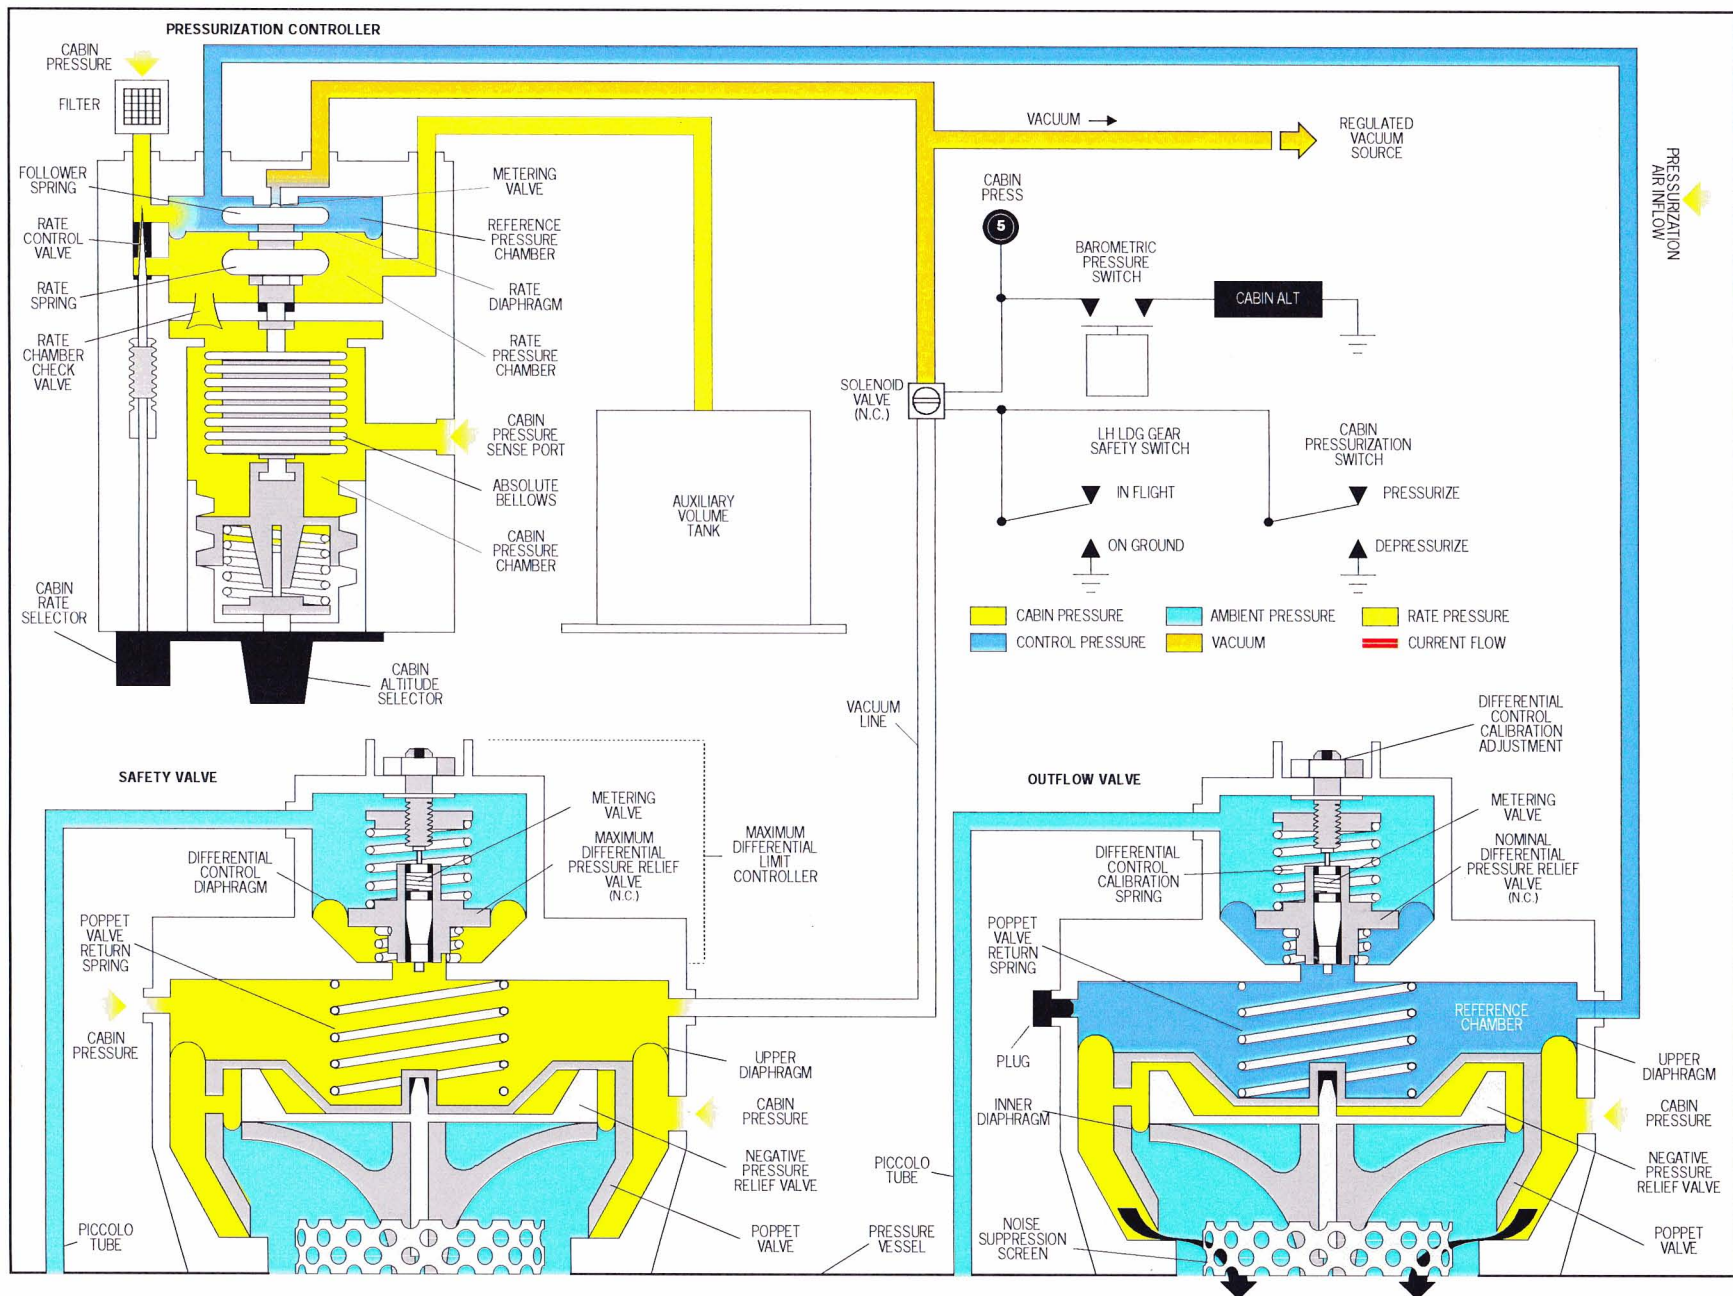 PRESSURIZATION CONTROLLER
CABIN
PRESSURE
FILTER
FOLLOWER
SPRING
RATE
CONTROL
VALVE
RATE
SPRING
RATE
CHAMBER
CHECK
VALVE
CABIN
RATE
SELECTOR
METERING
VALVE
REFERENCE
PRESSURE
CHAMBER
RATE
DIAPHRAGM
RATE
PRESSURE
CHAMBER
CABIN
PRESSURE
SENSE PORT
ABSOLUTE
BELLOWS
CABIN
PRESSURE
CHAMBER
CABIN
ALTITUDE
SELECTOR
AUXILIARY
VOLUME
TANK
VACUUM
REGULATED
VACUUM
SOURCE
PRESSURIZATION
AIR INFLOW
CABIN
PRESS
5
BAROMETRIC
PRESSURE
SWITCH
CABIN ALT
SOLENOID
VALVE
(N.C.)
LH LDG GEAR
SAFETY SWITCH
IN FLIGHT
ON GROUND
CABIN
PRESSURIZATION
SWITCH
PRESSURIZE
DEPRESSURIZE
CABIN PRESSURE
AMBIENT PRESSURE
RATE PRESSURE
CONTROL PRESSURE
VACUUM
CURRENT FLOW
VACUUM
LINE
SAFETY VALVE
METERING
VALVE
MAXIMUM
DIFFERENTIAL
PRESSURE RELIEF
VALVE
(N.C.)
MAXIMUM
DIFFERENTIAL
LIMIT
CONTROLLER
DIFFERENTIAL
CONTROL
DIAPHRAGM
POPPET
VALVE
RETURN
SPRING
CABIN
PRESSURE
UPPER
DIAPHRAGM
CABIN
PRESSURE
NEGATIVE
PRESSURE
RELIEF VALVE
POPPET
VALVE
PICCOLO
TUBE
PRESSURE
VESSEL
OUTFLOW VALVE
DIFFERENTIAL
CONTROL
CALIBRATION
ADJUSTMENT
METERING
VALVE
NOMINAL
DIFFERENTIAL
PRESSURE RELIEF
VALVE
(N.C.)
DIFFERENTIAL
CONTROL
CALIBRATION
SPRING
POPPET
VALVE
RETURN
SPRING
REFERENCE
CHAMBER
PLUG
INNER
DIAPHRAGM
UPPER
DIAPHRAGM
CABIN
PRESSURE
NEGATIVE
PRESSURE
RELIEF VALVE
PICCOLO
TUBE
NOISE
SUPPRESSION
SCREEN
POPPET
VALVE